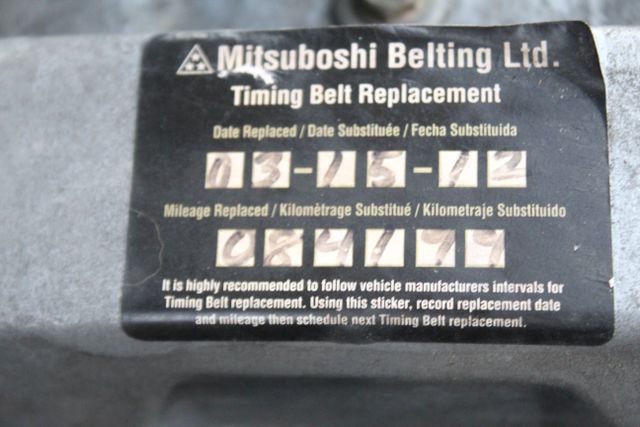 Mitsuboshi Belting Ltd.
Timing Belt Replacement
Date Replaced / Date Substituée / Fecha Substituida
03-15-12
Mileage Replaced / Kilomètrage Substitué / Kilometraje Substituido
084199
It is highly recommended to follow vehicle manufacturers intervals for
Timing Belt replacement. Using this sticker, record replacement date
and mileage then schedule next Timing Belt replacement.